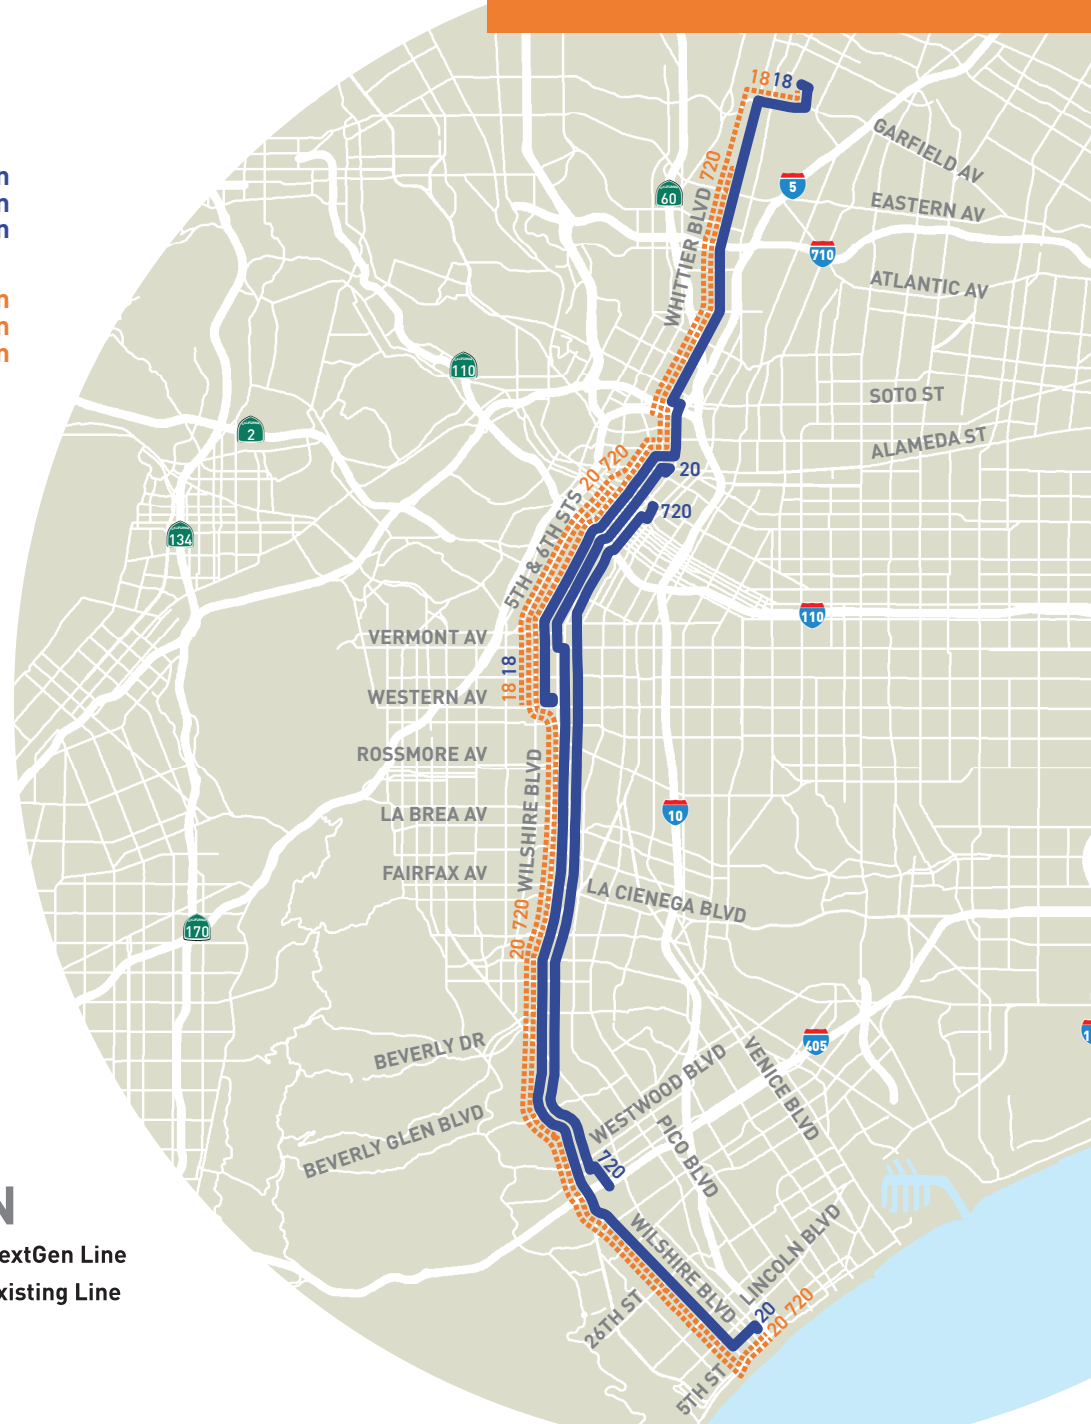 18 18
GARFIELD AV
5
60
WHITTIER BLVD 720
EASTERN AV
710
ATLANTIC AV
110
SOTO ST
2
ALAMEDA ST
20
5TH & 6TH STS 20 720
720
134
110
VERMONT AV
18 18
WESTERN AV
ROSSMORE AV
WILSHIRE BLVD
LA BREA AV
10
FAIRFAX AV
LA CIENEGA BLVD
20 720
170
BEVERLY DR
405
WESTWOOD BLVD
VENICE BLVD
BEVERLY GLEN BLVD
PICO BLVD
720
WILSHIRE BLVD
LINCOLN BLVD
26TH ST
20
20 720
5TH ST
N
extGen Line
xisting Line
n
n
n
n
n
n